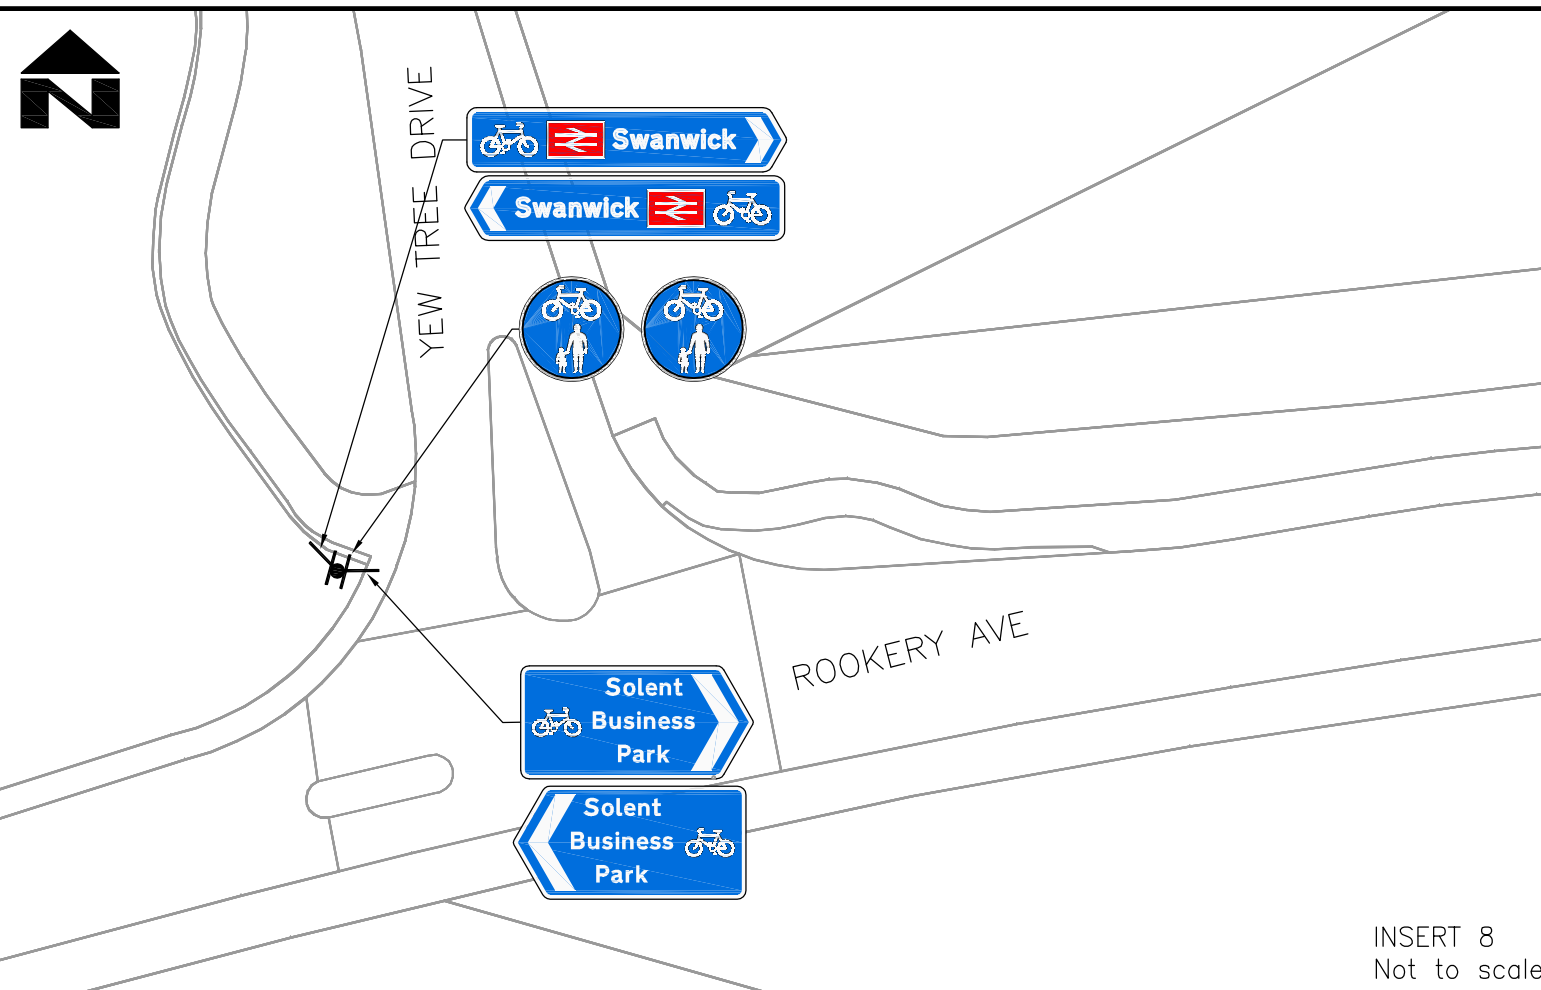 N
YEW TREE DRIVE
Swanwick
Swanwick
Solent
Business
Park
Solent
Business
Park
ROOKERY AVE
INSERT 8
Not to scale